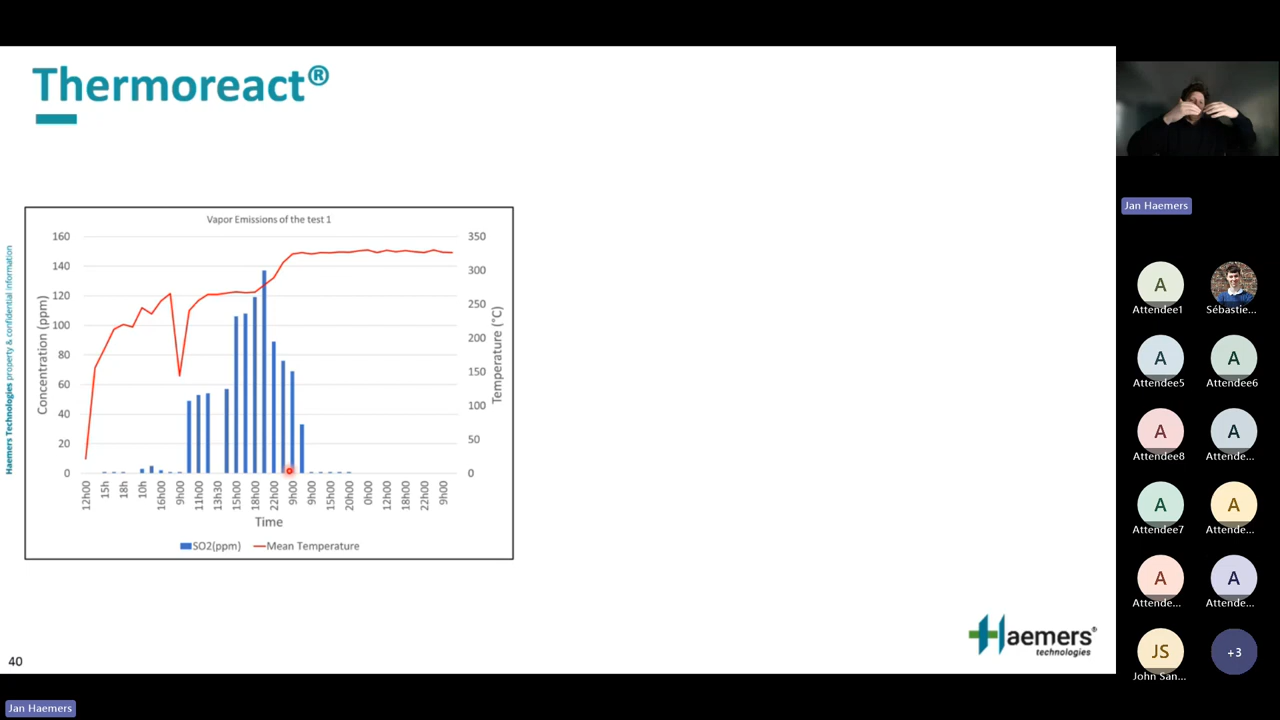 Thermoreact®
Haemers Technologies property & confidential information
Vapor Emissions of the test 1
160
140
120
100
80
60
40
20
0
Concentration (ppm)
350
300
250
200
150
100
50
0
Temperature (°C)
12h00
15h
18h
10h
16h00
9h00
11h00
13h30
15h00
18h00
22h00
9h00
9h00
15h00
20h00
0h00
12h00
18h00
22h00
9h00
Time
SO2(ppm)
Mean Temperature
Haemers®
technologies
40
Jan Haemers
Jan Haemers
A
A
Attendee1
Sébastie...
A
A
Attendee5
Attendee6
A
A
Attendee8
Attende...
A
A
Attendee7
Attende...
A
A
Attende...
Attende...
JS
+3
John San...